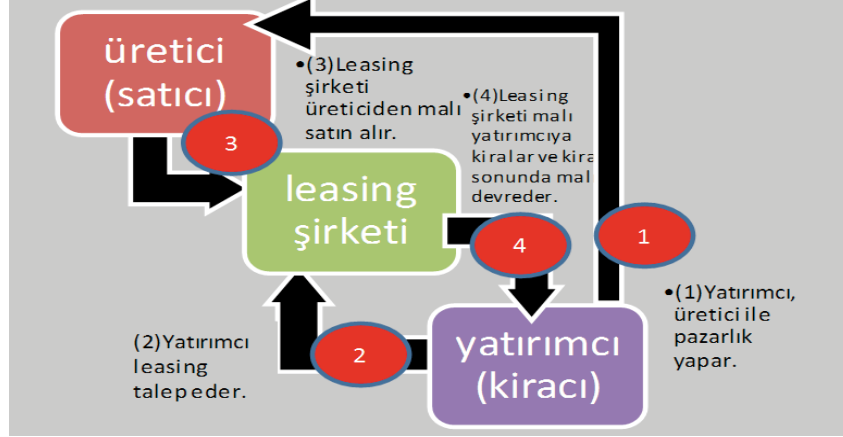 üretici
(satıcı)
•(3)Leasing
şirketi
üreticiden malı
satın alır.
•(4)Leasing
şirketi malı
yatırımcıya
kiralar ve kira
sonunda mal
devreder.
3
leasing
şirketi
4
1
•(1)Yatırımcı,
üretici ile
pazarlık
yapar.
(2)Yatırımcı
leasing
talep eder.
2
yatırımcı
(kiracı)